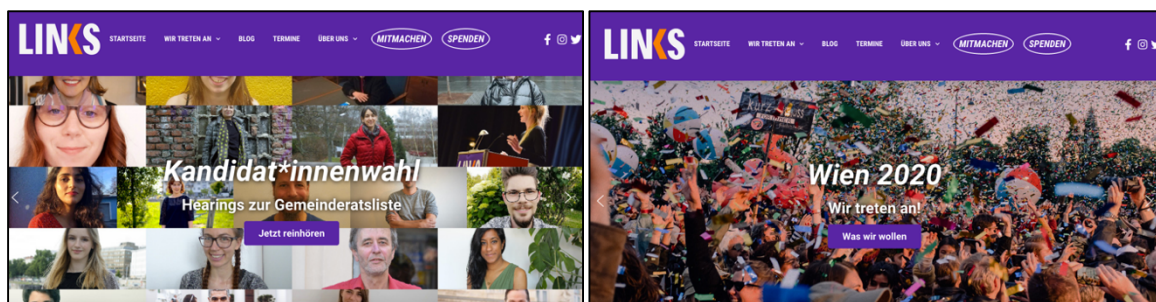 LINKS STARTSEITE WIR TRETEN AN BLOG TERMINE ÜBER UNS MITMACHEN SPENDEN
Kandidat*innenwahl
Hearings zur Gemeinderatsliste
Jetzt reinhören
LINKS STARTSEITE WIR TRETEN AN BLOG TERMINE ÜBER UNS MITMACHEN SPENDEN
Kurz
Wien 2020
Wir treten an!
Was wir wollen